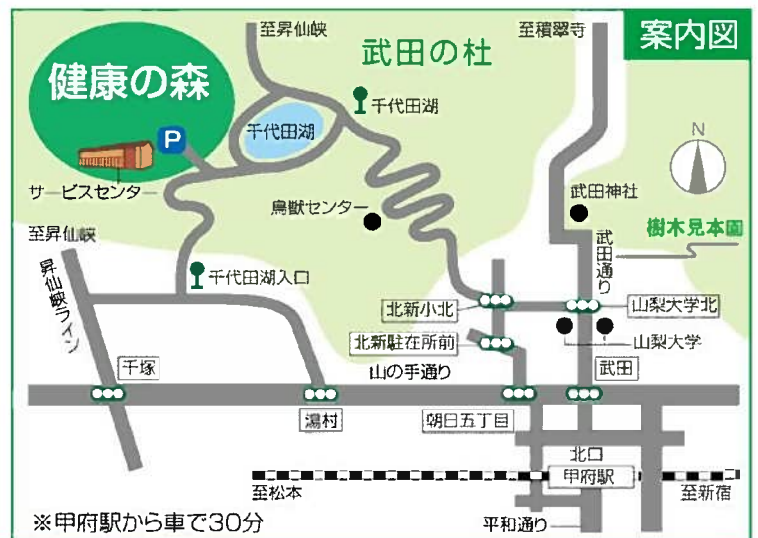 至昇仙峡
至積翠寺
案内図
武田の杜
健康の森
千代田湖
千代田湖
P
N
サービスセンター
鳥獣センター
武田神社
樹木見本園
武田通り
至昇仙峡
昇仙峡ライン
千代田湖入口
北新小北
山梨大学北
北新駐在所前
山梨大学
千塚
山の手通り
武田
湯村
朝日五丁目
北口
甲府駅
至松本
至新宿
※甲府駅から車で30分
平和通り